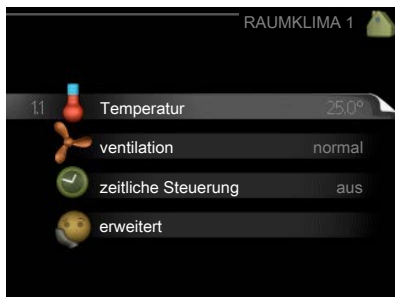 RAUMKLIMA 1
1.1 Temperatur 25.0°
ventilation normal
zeitliche Steuerung aus
erweitert